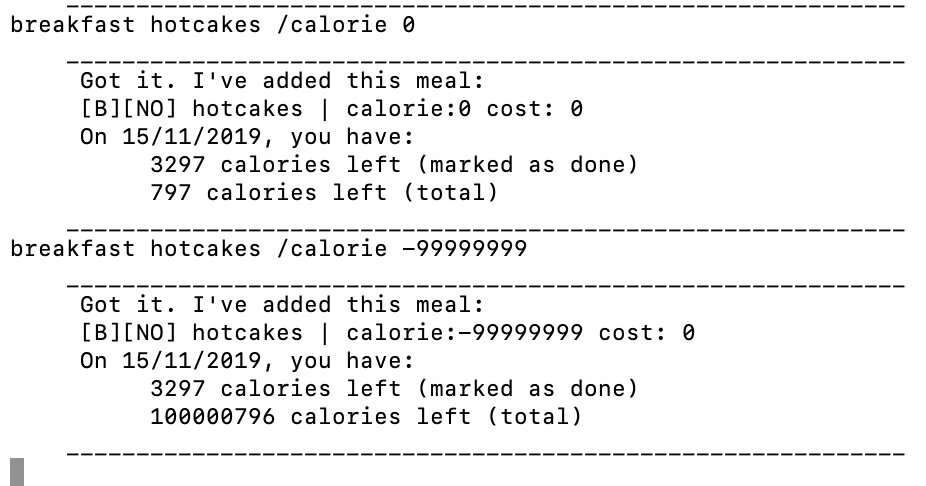 breakfast hotcakes /calorie 0
____________________________________________________________
Got it. I've added this meal:
[B][NO] hotcakes | calorie:0 cost: 0
On 15/11/2019, you have:
3297 calories left (marked as done)
797 calories left (total)
____________________________________________________________
breakfast hotcakes /calorie -99999999
____________________________________________________________
Got it. I've added this meal:
[B][NO] hotcakes | calorie:-99999999 cost: 0
On 15/11/2019, you have:
3297 calories left (marked as done)
100000796 calories left (total)
____________________________________________________________